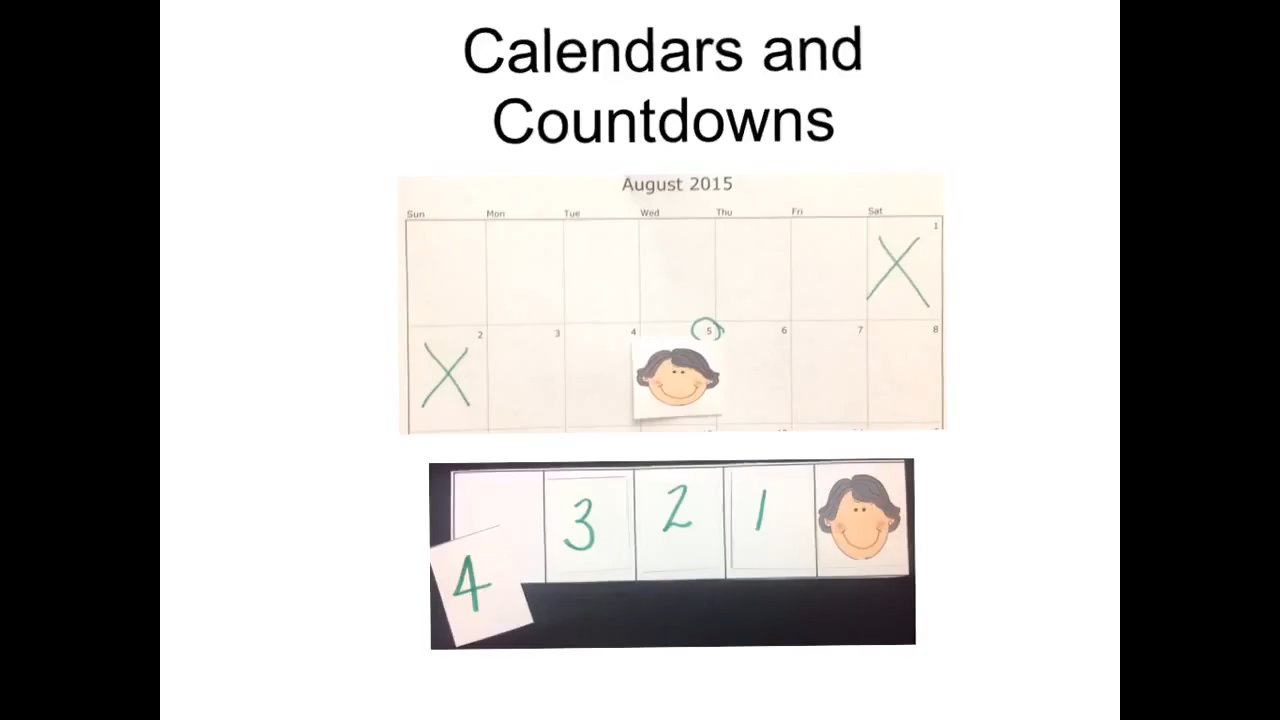 Calendars and
Countdowns
August 2015
Sun Mon Tue Wed Thu Fri Sat
1
X
2 3 4 5 6 7 8
X
4 3 2 1